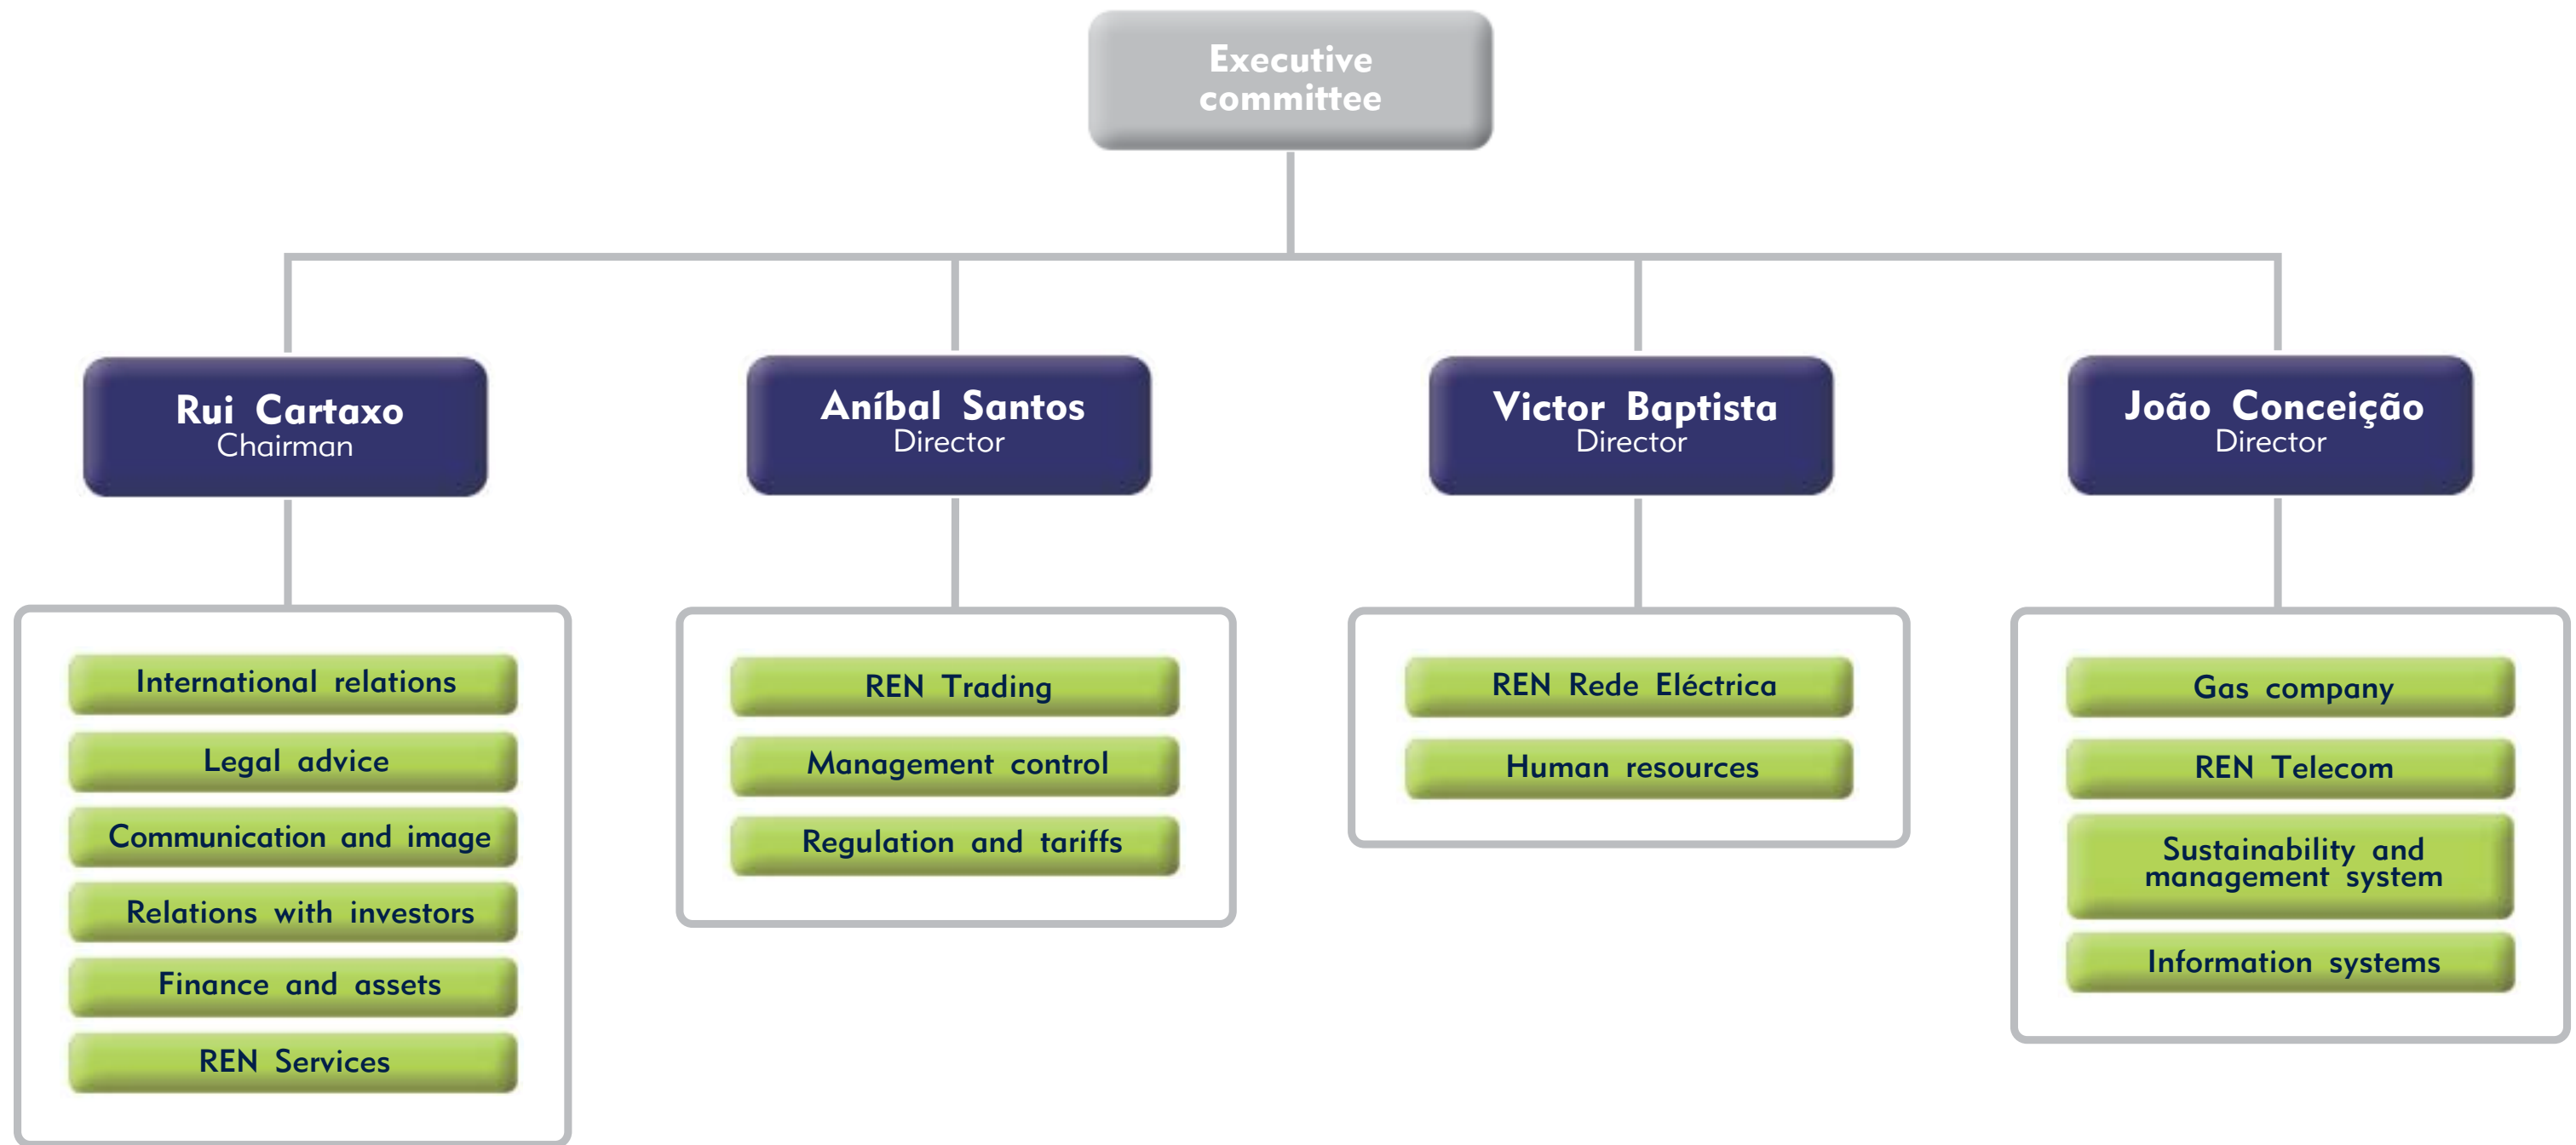 Executive
committee
Rui Cartaxo
Chairman
International relations
Legal advice
Communication and image
Relations with investors
Finance and assets
REN Services
Aníbal Santos
Director
REN Trading
Management control
Regulation and tariffs
Victor Baptista
Director
REN Rede Eléctrica
Human resources
João Conceição
Director
Gas company
REN Telecom
Sustainability and
management system
Information systems